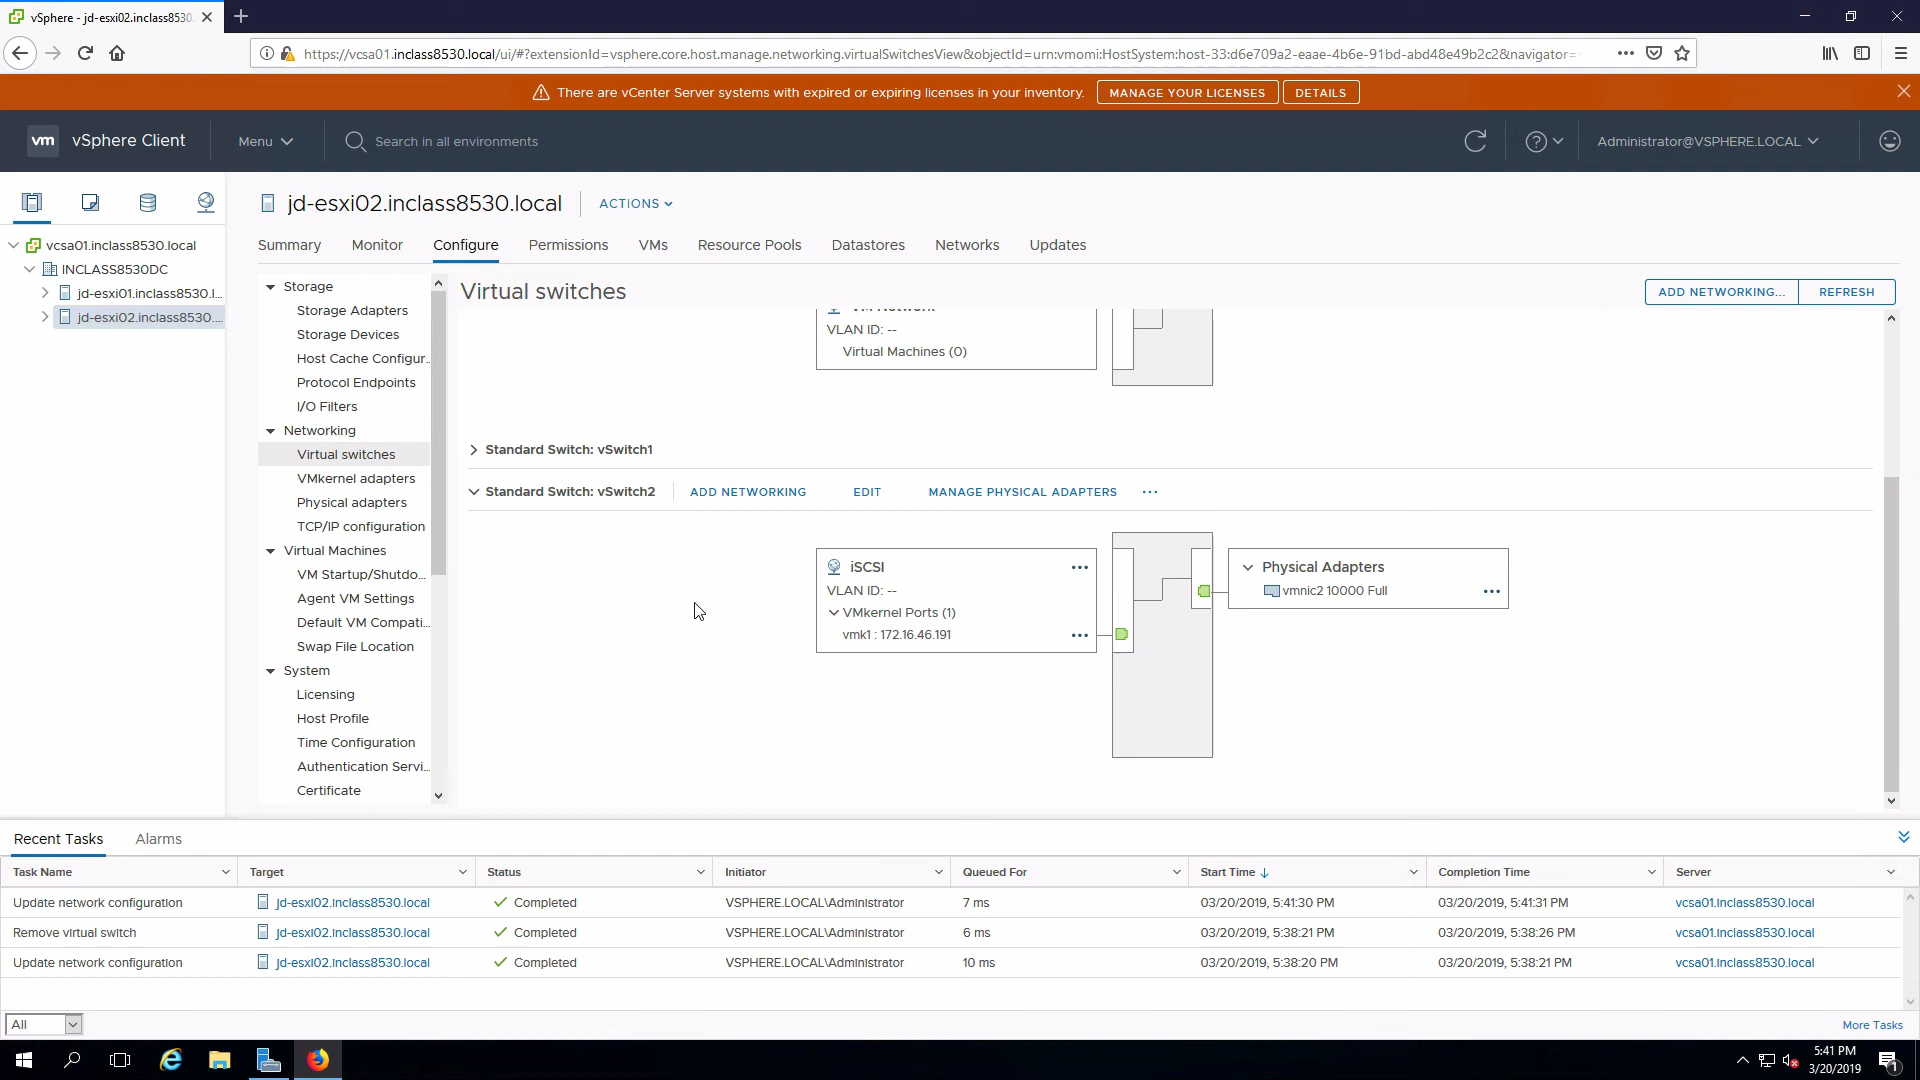 vSphere - jd-esxi02.inclass8530.
https://vcsa01.inclass8530.local/ui/#?extensionId=vsphere.core.host.manage.networking.virtualSwitchesView&objectId=urn:vmomi:HostSystem:host-33:d6e709a2-eaae-4b6e-91bd-abd48e49b2c2&navigator=
There are vCenter Server systems with expired or expiring licenses in your inventory. MANAGE YOUR LICENSES DETAILS
vm vSphere Client Menu Search in all environments Administrator@VSPHERE.LOCAL
jd-esxi02.inclass8530.local ACTIONS
Summary Monitor Configure Permissions VMs Resource Pools Datastores Networks Updates
vcsa01.inclass8530.local
INCLASS8530DC
jd-esxi01.inclass8530.l...
jd-esxi02.inclass8530....
Storage
Storage Adapters
Storage Devices
Host Cache Configur...
Protocol Endpoints
I/O Filters
Networking
Virtual switches
VMkernel adapters
Physical adapters
TCP/IP configuration
Virtual Machines
VM Startup/Shutdo...
Agent VM Settings
Default VM Compati...
Swap File Location
System
Licensing
Host Profile
Time Configuration
Authentication Servi...
Certificate
Virtual switches ADD NETWORKING... REFRESH
VM Network
VLAN ID: --
Virtual Machines (0)
Standard Switch: vSwitch1
Standard Switch: vSwitch2 ADD NETWORKING EDIT MANAGE PHYSICAL ADAPTERS ...
iSCSI ...
VLAN ID: --
VMkernel Ports (1)
vmk1 : 172.16.46.191 ...
Physical Adapters
vmnic2 10000 Full ...
Recent Tasks Alarms
Task Name Target Status Initiator Queued For Start Time Completion Time Server
Update network configuration jd-esxi02.inclass8530.local Completed VSPHERE.LOCAL\Administrator 7 ms 03/20/2019, 5:41:30 PM 03/20/2019, 5:41:31 PM vcsa01.inclass8530.local
Remove virtual switch jd-esxi02.inclass8530.local Completed VSPHERE.LOCAL\Administrator 6 ms 03/20/2019, 5:38:21 PM 03/20/2019, 5:38:26 PM vcsa01.inclass8530.local
Update network configuration jd-esxi02.inclass8530.local Completed VSPHERE.LOCAL\Administrator 10 ms 03/20/2019, 5:38:20 PM 03/20/2019, 5:38:21 PM vcsa01.inclass8530.local
All More Tasks
5:41 PM
3/20/2019
1